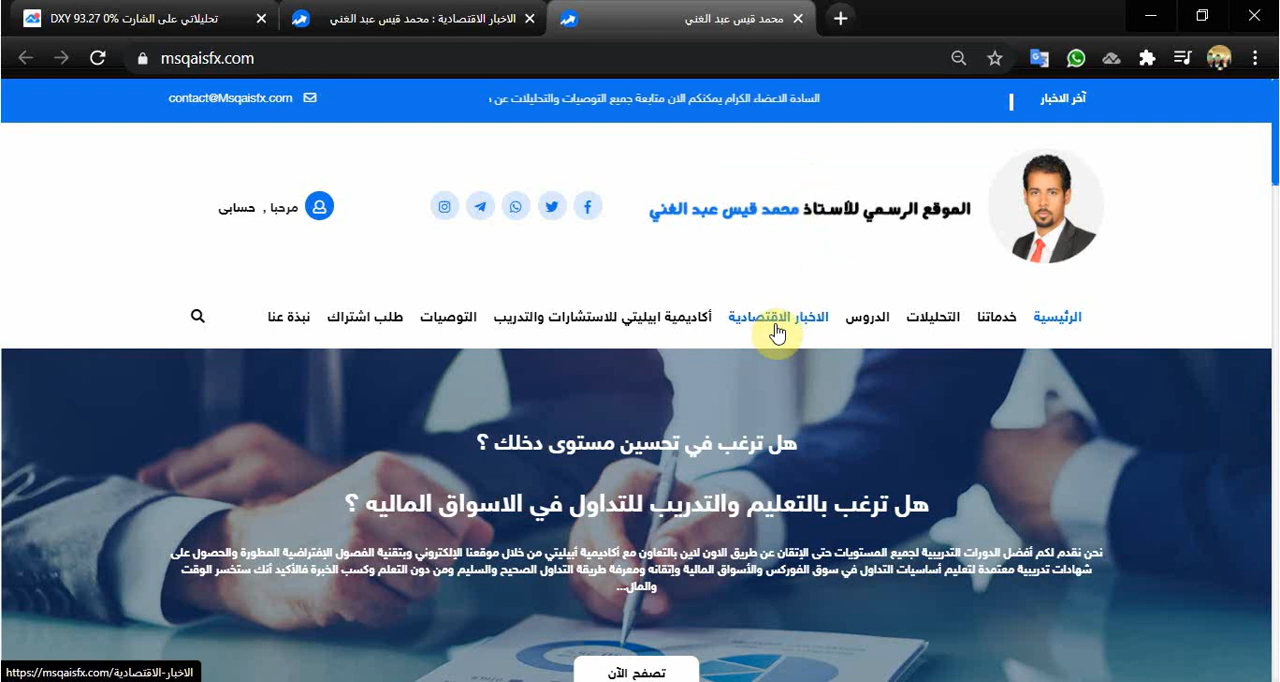 تحليلاتي على الشارت DXY 93.27 0%
الاخبار الاقتصادية : محمد قيس عبد الغني
محمد قيس عبد الغني
msqaisfx.com
آخر الاخبار
السادة الاعضاء الكرام يمكنكم الان متابعة جميع التوصيات والتحليلات عن
contact@Msqaisfx.com
الموقع الرسمي للأستاذ محمد قيس عبد الغني
مرحبا , حسابى
الرئيسية
خدماتنا
التحليلات
الدروس
الاخبار الاقتصادية
أكاديمية ابيليتي للاستشارات والتدريب
التوصيات
طلب اشتراك
نبذة عنا
هل ترغب في تحسين مستوى دخلك ؟
هل ترغب بالتعليم والتدريب للتداول في الاسواق الماليه ؟
نحن نقدم لكم أفضل الدورات التدريبية لجميع المستويات حتى الإتقان عن طريق الاون لاين بالتعاون مع أكاديمية أبيليتي من خلال موقعنا الإلكتروني وبتقنية الفصول الإفتراضية المطورة والحصول على
شهادات تدريبية معتمدة لتعليم أساسيات التداول في سوق الفوركس والأسواق المالية وإتقانه ومعرفة طريقة التداول الصحيح والسليم ومن دون التعلم وكسب الخبرة فالأكيد أنك ستخسر الوقت
والمال...
تصفح الآن
https://msqaisfx.com/الاخبار-الاقتصادية